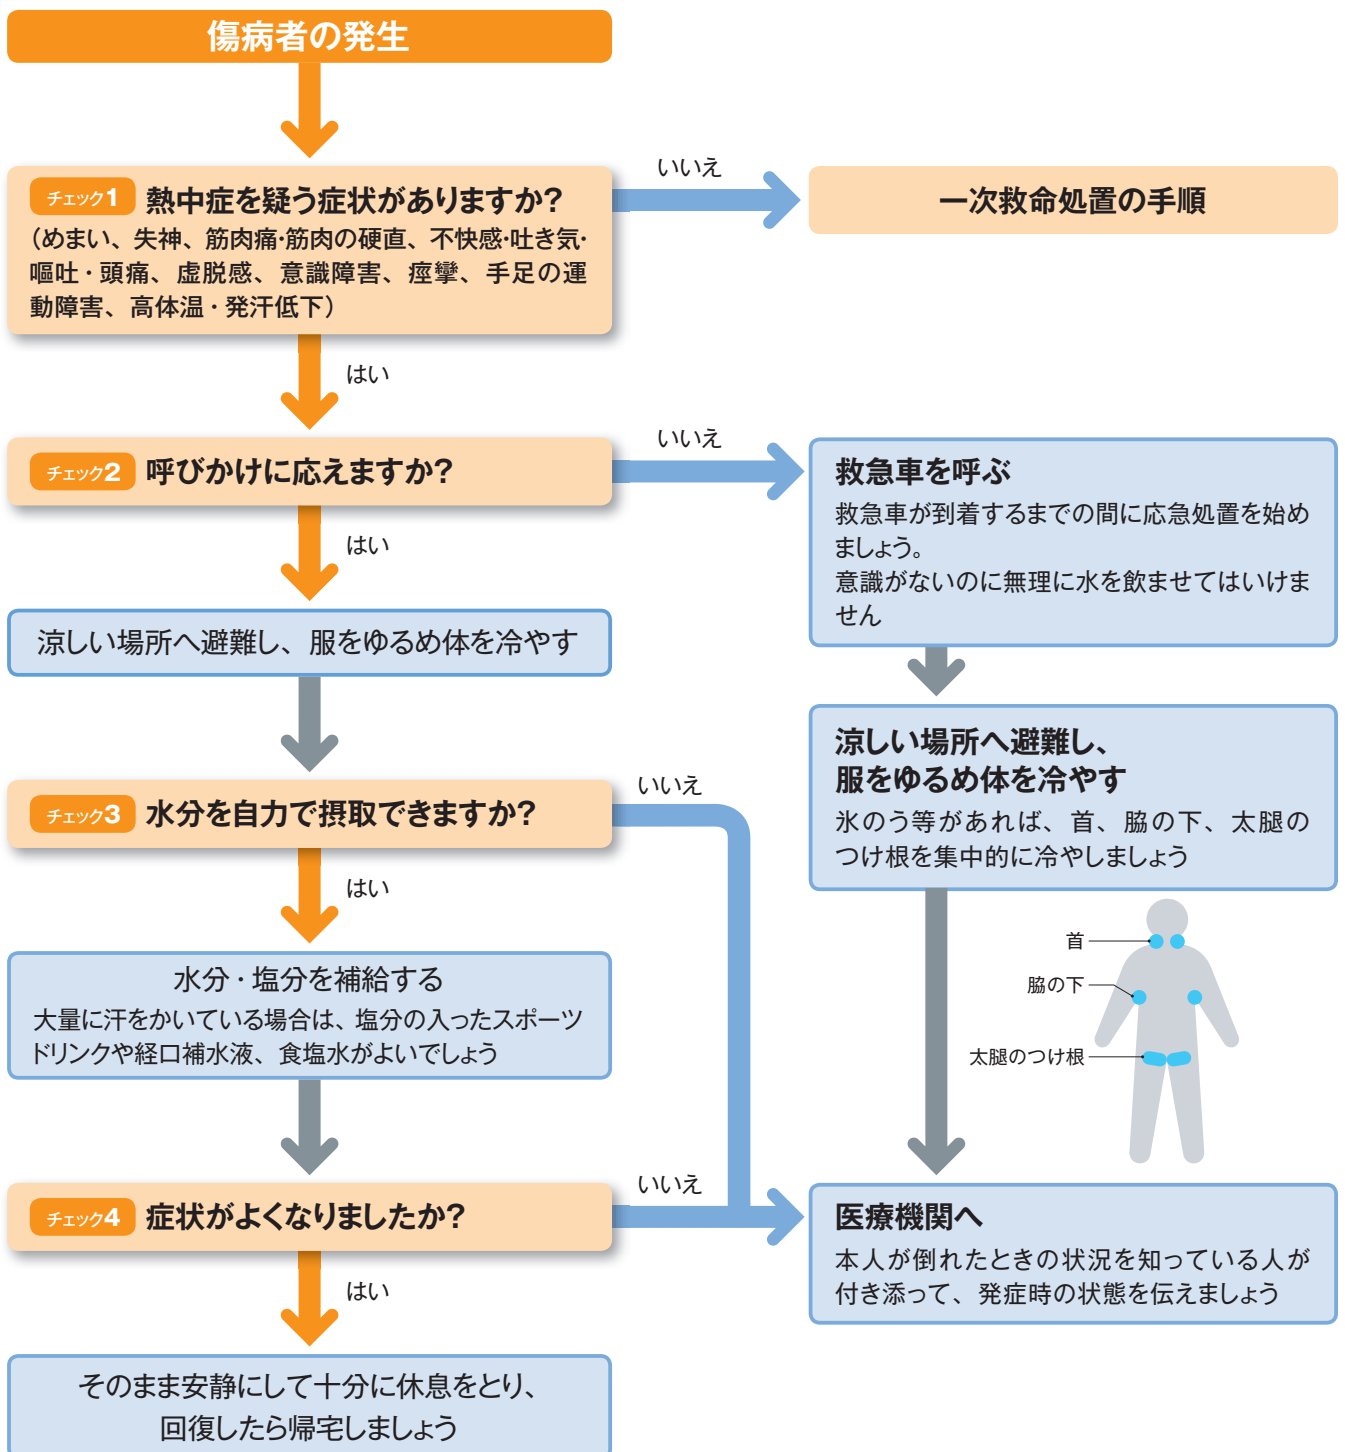 傷病者の発生
チェック1 熱中症を疑う症状がありますか?
(めまい、失神、筋肉痛・筋肉の硬直、不快感・吐き気・
嘔吐・頭痛、虚脱感、意識障害、痙攣、手足の運
動障害、高体温・発汗低下)
いいえ
一次救命処置の手順
はい
チェック2 呼びかけに応えますか?
いいえ
救急車を呼ぶ
救急車が到着するまでの間に応急処置を始め
ましょう。
意識がないのに無理に水を飲ませてはいけま
せん
はい
涼しい場所へ避難し、服をゆるめ体を冷やす
涼しい場所へ避難し、
服をゆるめ体を冷やす
氷のう等があれば、首、脇の下、太腿の
つけ根を集中的に冷やしましょう
チェック3 水分を自力で摂取できますか?
いいえ
はい
首
脇の下
太腿のつけ根
水分・塩分を補給する
大量に汗をかいている場合は、塩分の入ったスポーツ
ドリンクや経口補水液、食塩水がよいでしょう
チェック4 症状がよくなりましたか?
いいえ
医療機関へ
本人が倒れたときの状況を知っている人が
付き添って、発症時の状態を伝えましょう
はい
そのまま安静にして十分に休息をとり、
回復したら帰宅しましょう